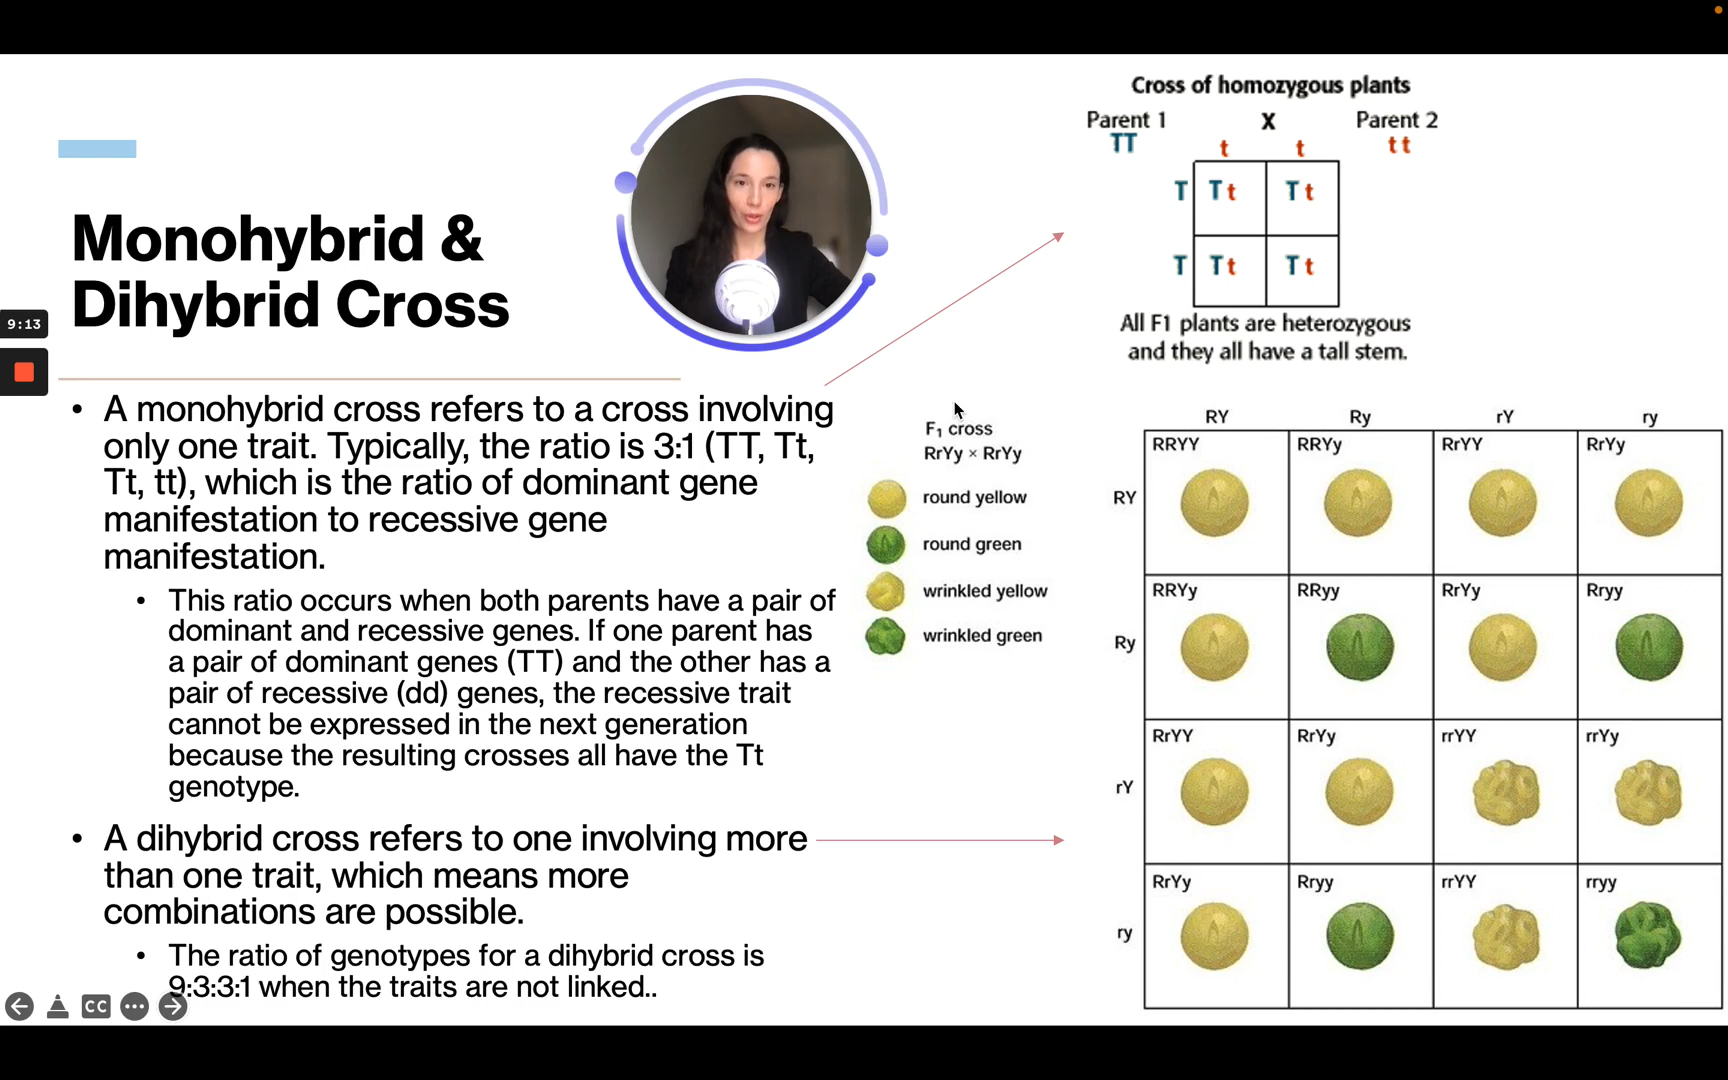 Monohybrid &
Dihybrid Cross
9:13
• A monohybrid cross refers to a cross involving
only one trait. Typically, the ratio is 3:1 (TT, Tt,
Tt, tt), which is the ratio of dominant gene
manifestation to recessive gene
manifestation.
• This ratio occurs when both parents have a pair of
dominant and recessive genes. If one parent has
a pair of dominant genes (TT) and the other has a
pair of recessive (dd) genes, the recessive trait
cannot be expressed in the next generation
because the resulting crosses all have the Tt
genotype.
• A dihybrid cross refers to one involving more
than one trait, which means more
combinations are possible.
• The ratio of genotypes for a dihybrid cross is
9:3:3:1 when the traits are not linked..
CC
Cross of homozygous plants
Parent 1 X Parent 2
TT tt
t t
T Tt Tt
T Tt Tt
All F1 plants are heterozygous
and they all have a tall stem.
F₁ cross
RrYy × RrYy
round yellow
round green
wrinkled yellow
wrinkled green
RY Ry rY ry
RRYY RRYy RrYY RrYy
RY
RRYy RRyy RrYy Rryy
Ry
RrYY RrYy rrYY rrYy
rY
RrYy Rryy rrYY rryy
ry